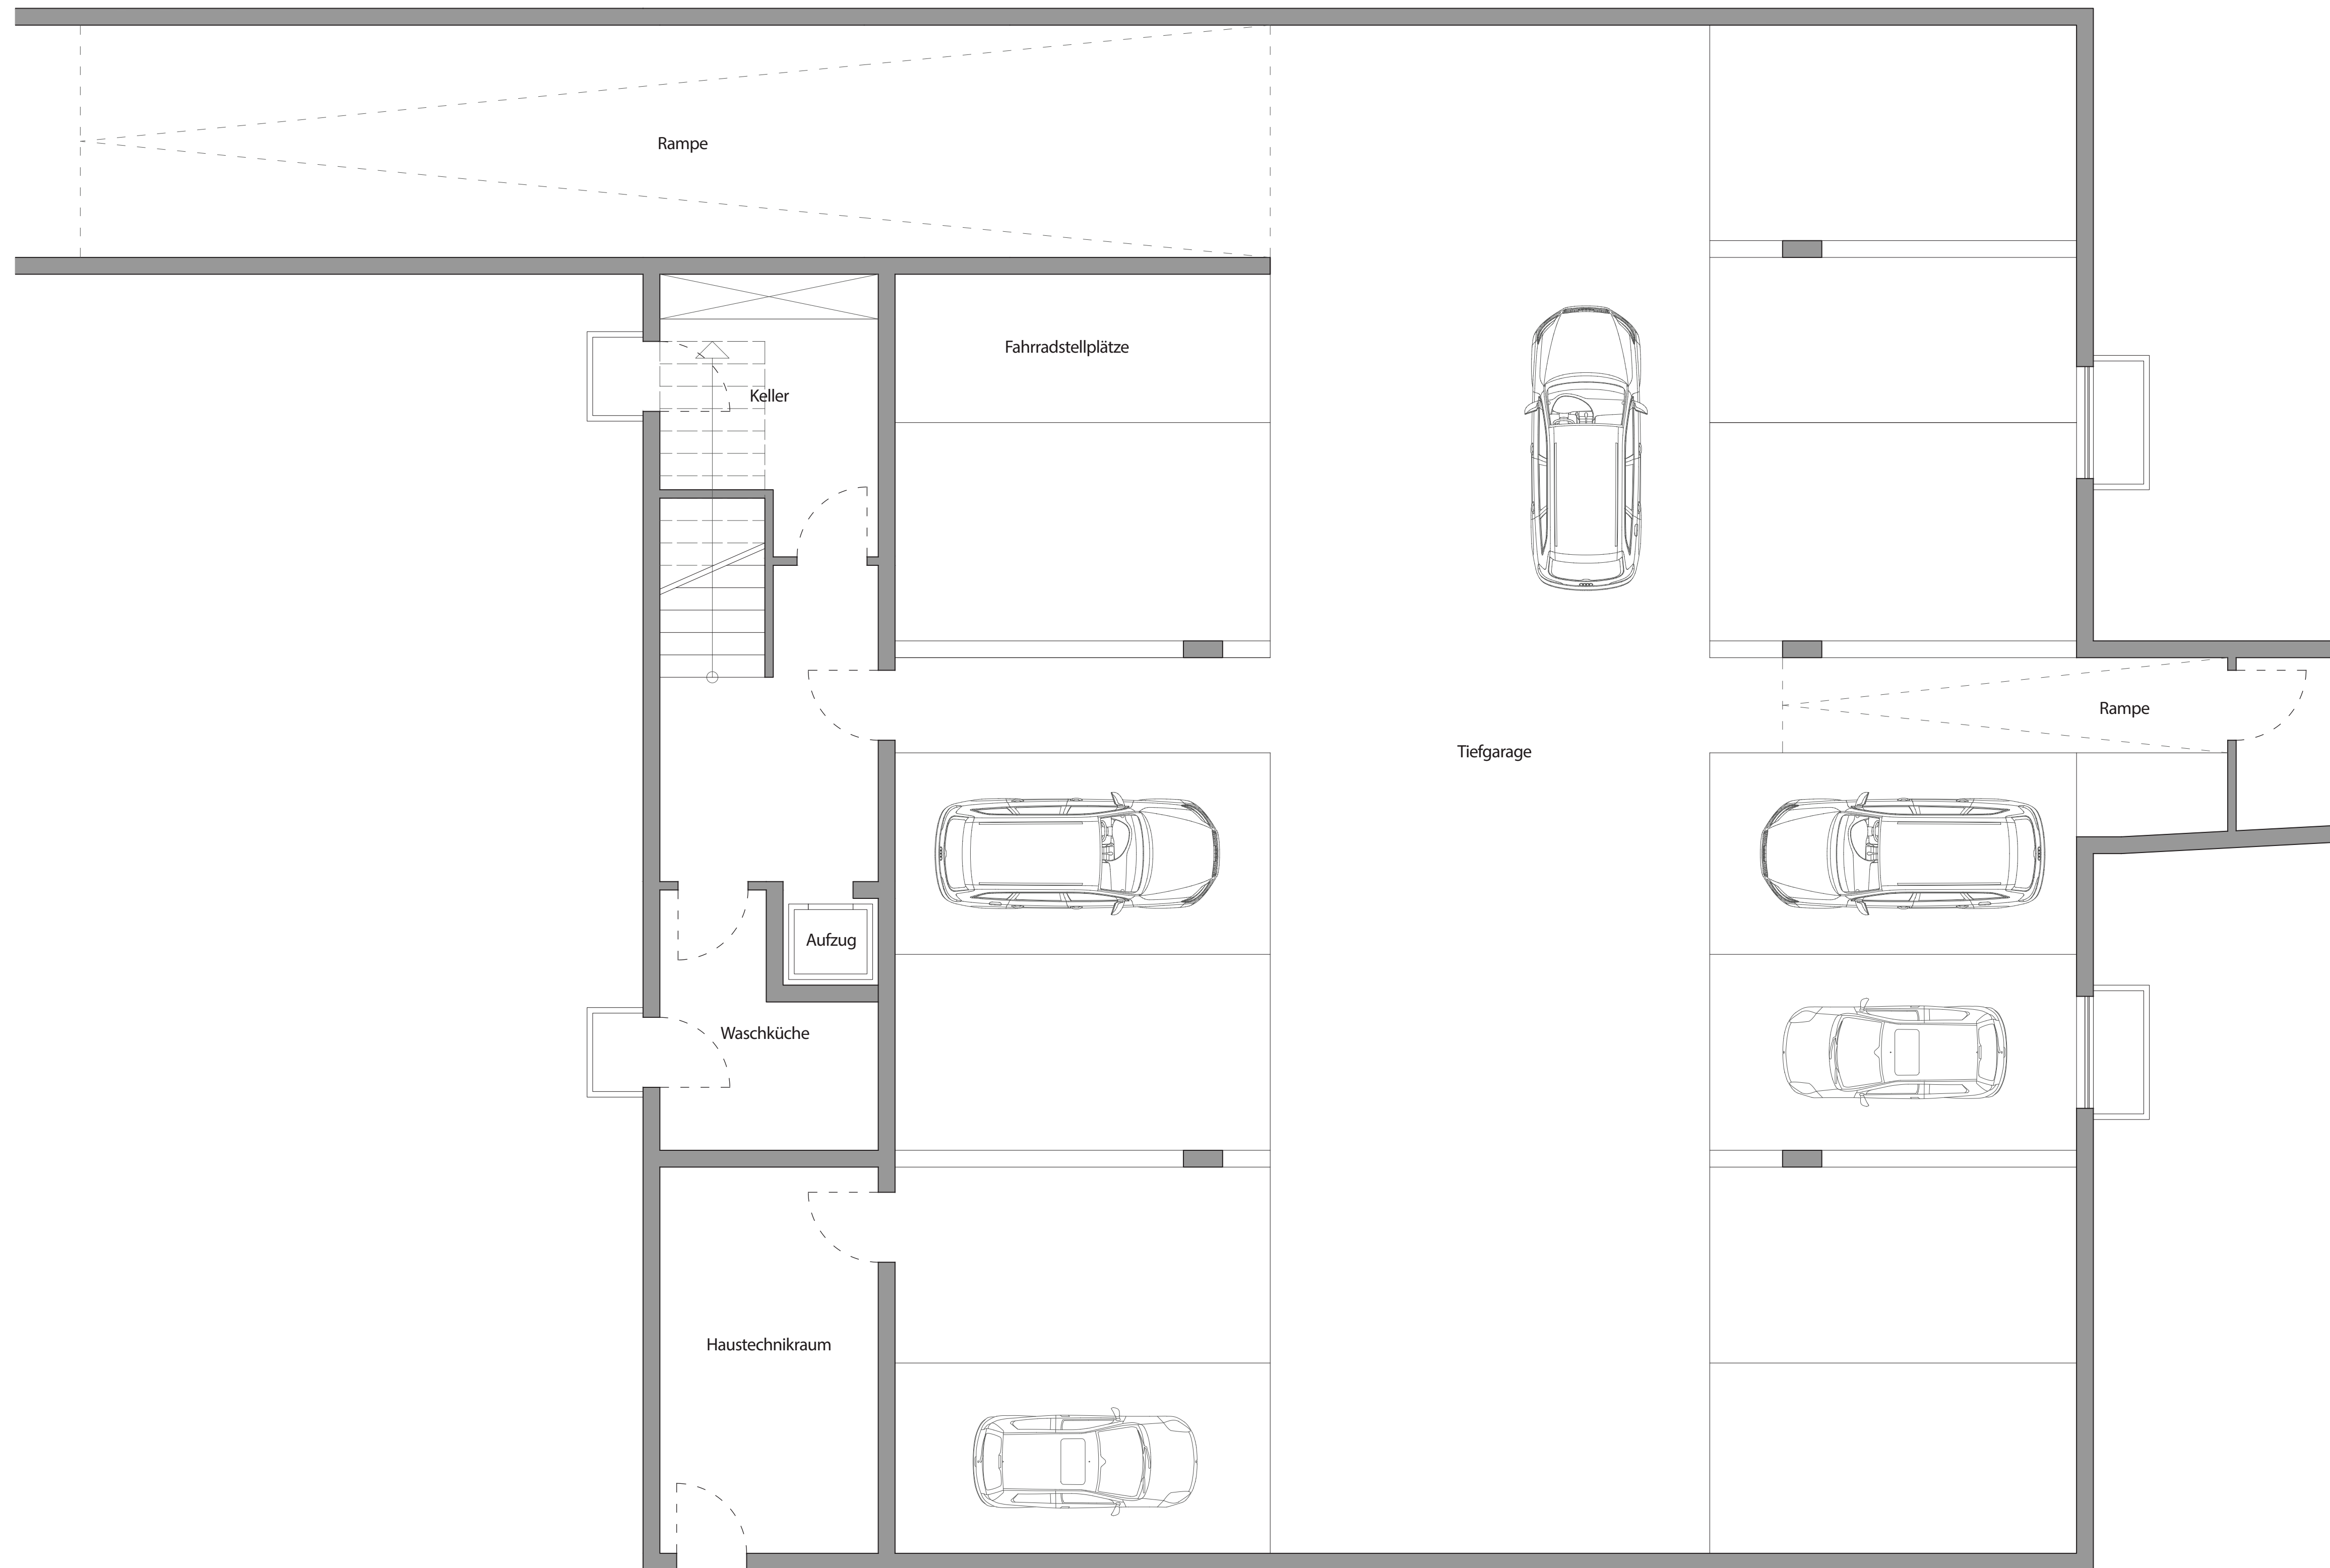 Rampe
Fahrradstellplätze
Keller
Rampe
Tiefgarage
Aufzug
Waschküche
Haustechnikraum